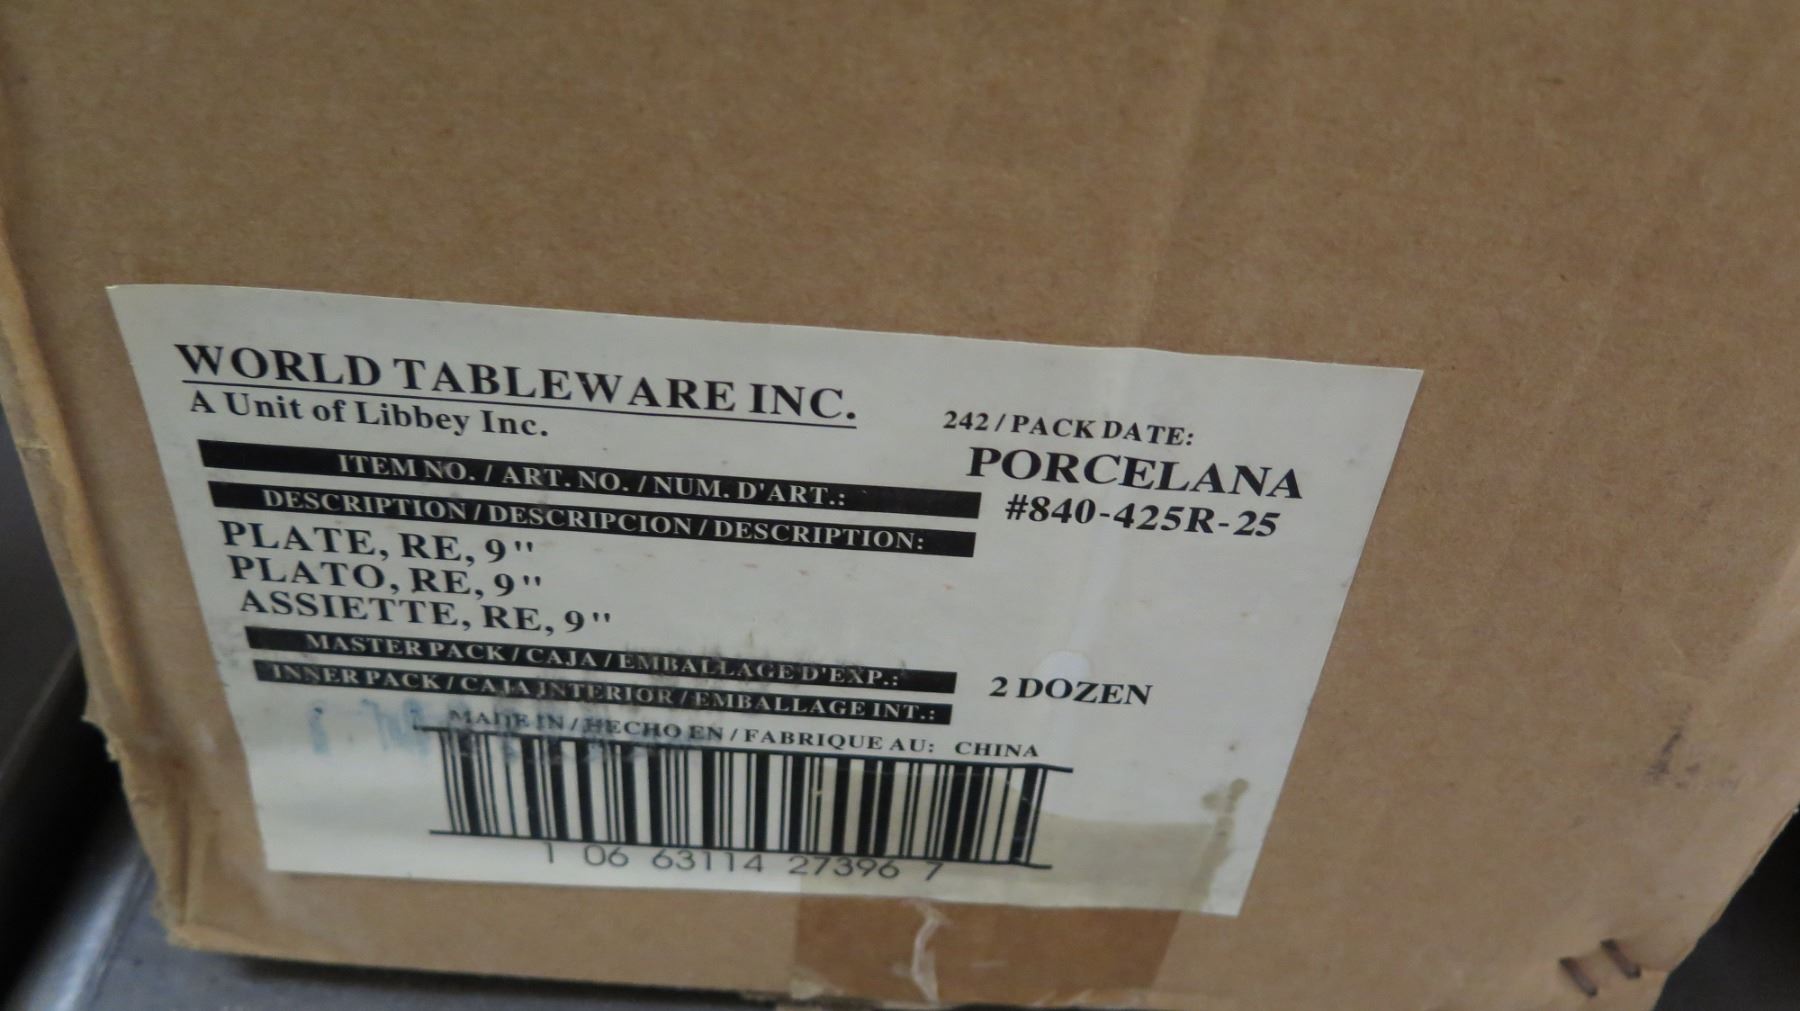 WORLD TABLEWARE INC.
A Unit of Libbey Inc.
242 / PACK DATE:
PORCELANA
ITEM NO. / ART. NO. / NUM. D'ART.:
#840-425R-25
DESCRIPTION / DESCRIPCION / DESCRIPTION:
PLATE, RE, 9"
PLATO, RE, 9"
ASSIETTE, RE, 9"
MASTER PACK / CAJA / EMBALLAGE D'EXP.:
2 DOZEN
INNER PACK / CAJA INTERIOR / EMBALLAGE INT.:
MADE IN / HECHO EN / FABRIQUE AU: CHINA
1 06 63114 27396 7